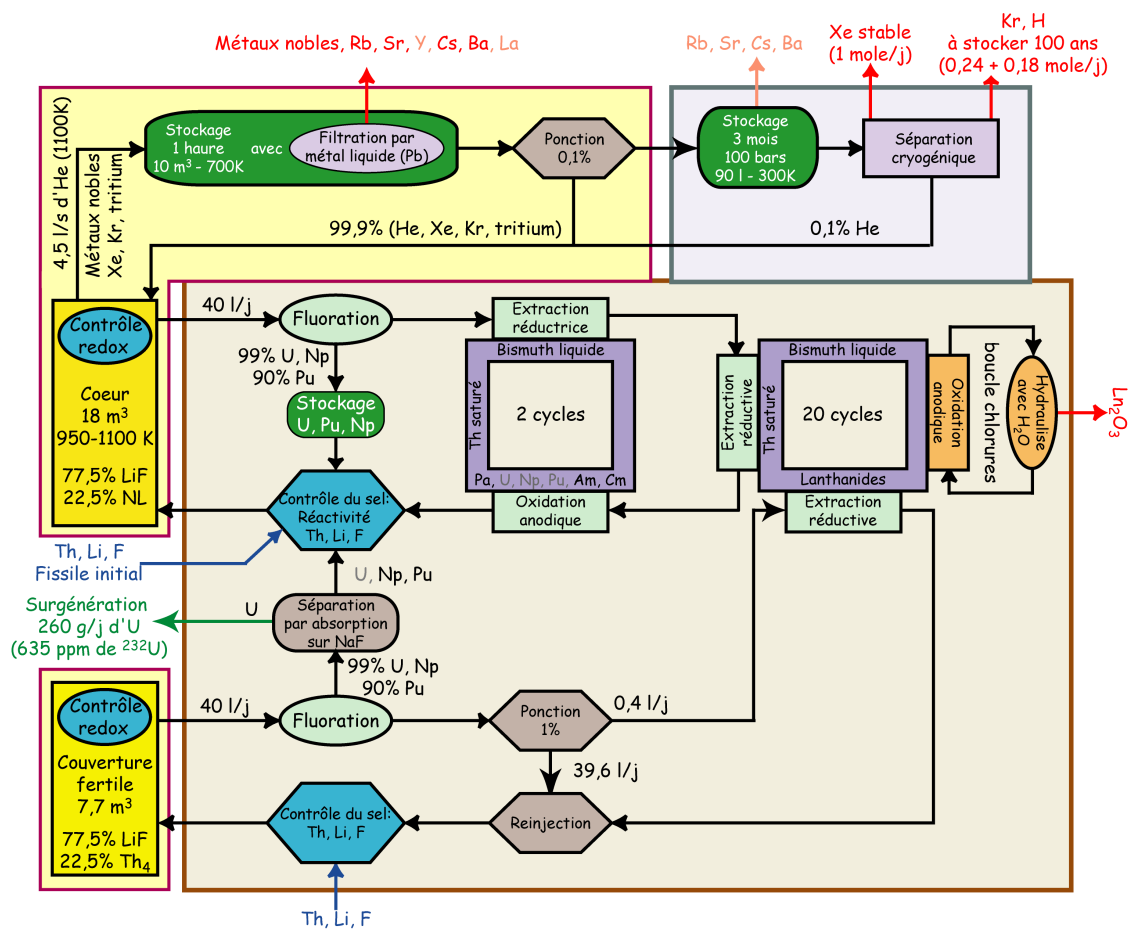 Métaux nobles, Rb, Sr, Y, Cs, Ba, La
Rb, Sr, Cs, Ba
Xe stable
(1 mole/j)
Kr, H
à stocker 100 ans
(0,24 + 0,18 mole/j)
4,5 l/s d'He (1100K)
Métaux nobles
Xe, Kr, tritium
Stockage
1 haure
10 m³ - 700K
avec
Filtration par
métal liquide (Pb)
Ponction
0,1%
Stockage
3 mois
100 bars
90 l - 300K
Séparation
cryogénique
99,9% (He, Xe, Kr, tritium)
0,1% He
Contrôle
redox
Coeur
18 m³
950-1100 K
77,5% LiF
22,5% NL
40 l/j
Fluoration
99% U, Np
90% Pu
Stockage
U, Pu, Np
Contrôle du sel:
Réactivité
Th, Li, F
Extraction
réductrice
Bismuth liquide
Th saturé
2 cycles
Pa, U, Np, Pu, Am, Cm
Oxidation
anodique
Extraction
réductive
Bismuth liquide
Th saturé
20 cycles
Lanthanides
Extraction
réductive
Oxidation
anodique
boucle chlorures
Hydraulise
avec H₂O
Ln₂O₃
Th, Li, F
Fissile initial
U, Np, Pu
Surgénération
260 g/j d'U
(635 ppm de ²³²U)
U
Séparation
par absorption
sur NaF
99% U, Np
90% Pu
Contrôle
redox
Couverture
fertile
7,7 m³
77,5% LiF
22,5% Th₄
40 l/j
Fluoration
Ponction
1%
0,4 l/j
39,6 l/j
Contrôle du sel:
Th, Li, F
Reinjection
Th, Li, F